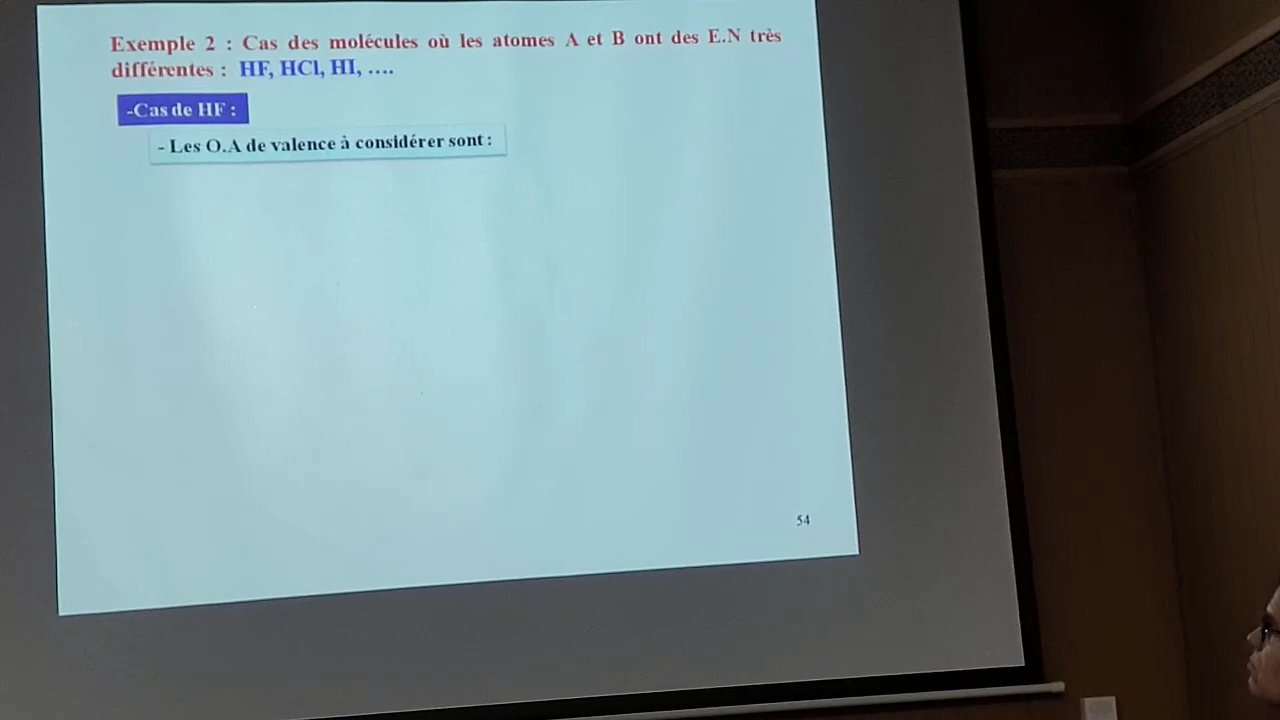 Exemple 2 : Cas des molécules où les atomes A et B ont des E.N très
différentes : HF, HCl, HI, ….
-Cas de HF :
- Les O.A de valence à considérer sont :
54